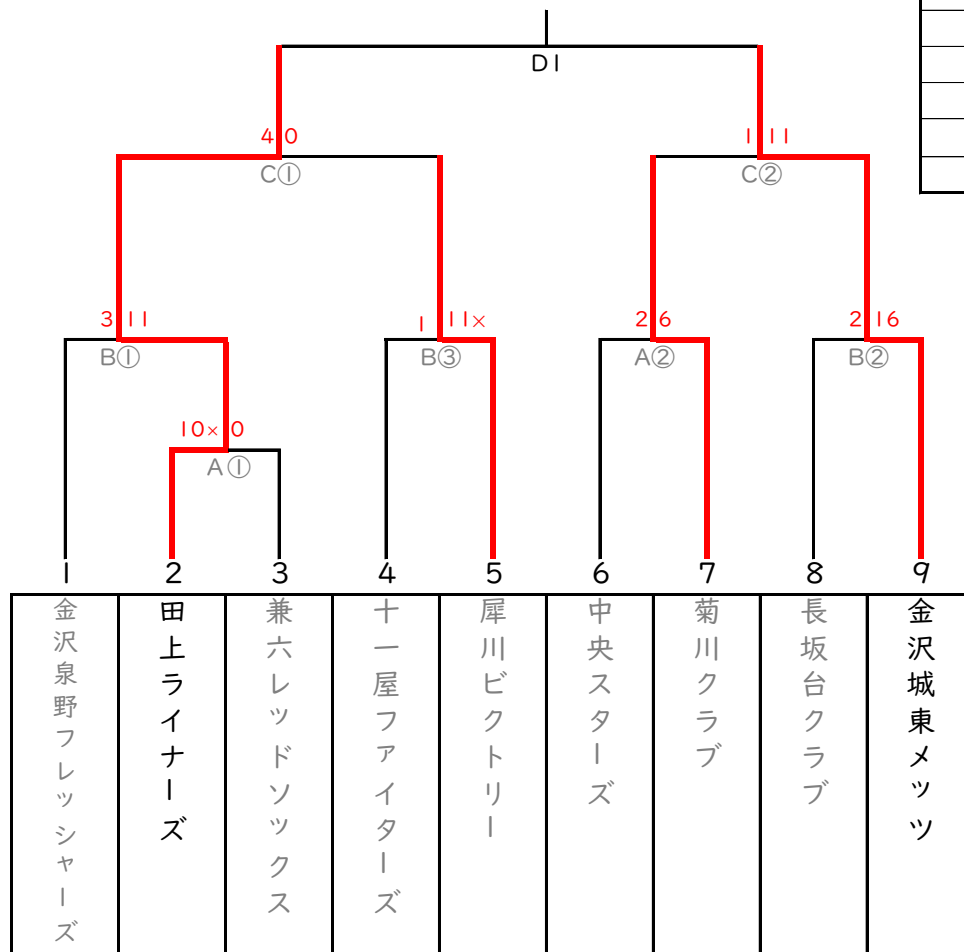 D1
4 0
C①
1 11
C②
3 11
B①
1 11×
B③
2 6
A②
2 16
B②
10× 0
A①
1 2 3 4 5 6 7 8 9
金沢泉野フレッシャーズ
田上ライナーズ
兼六レッドソックス
十一屋ファイターズ
犀川ビクトリー
中央スターズ
菊川クラブ
長坂台クラブ
金沢城東メッツ